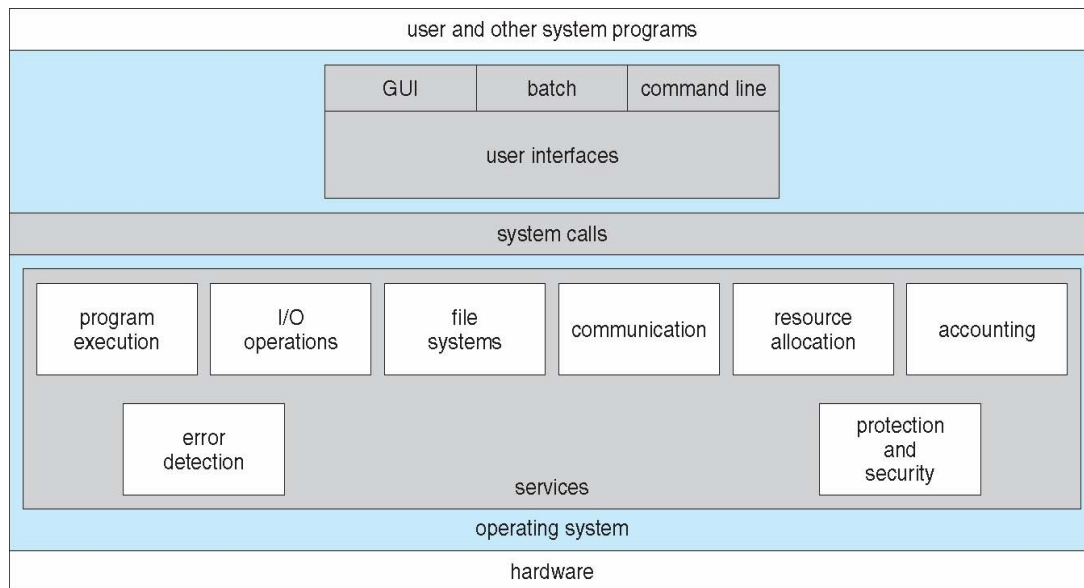 user and other system programs
GUI
batch
command line
user interfaces
system calls
program
execution
I/O
operations
file
systems
communication
resource
allocation
accounting
error
detection
protection
and
security
services
operating system
hardware